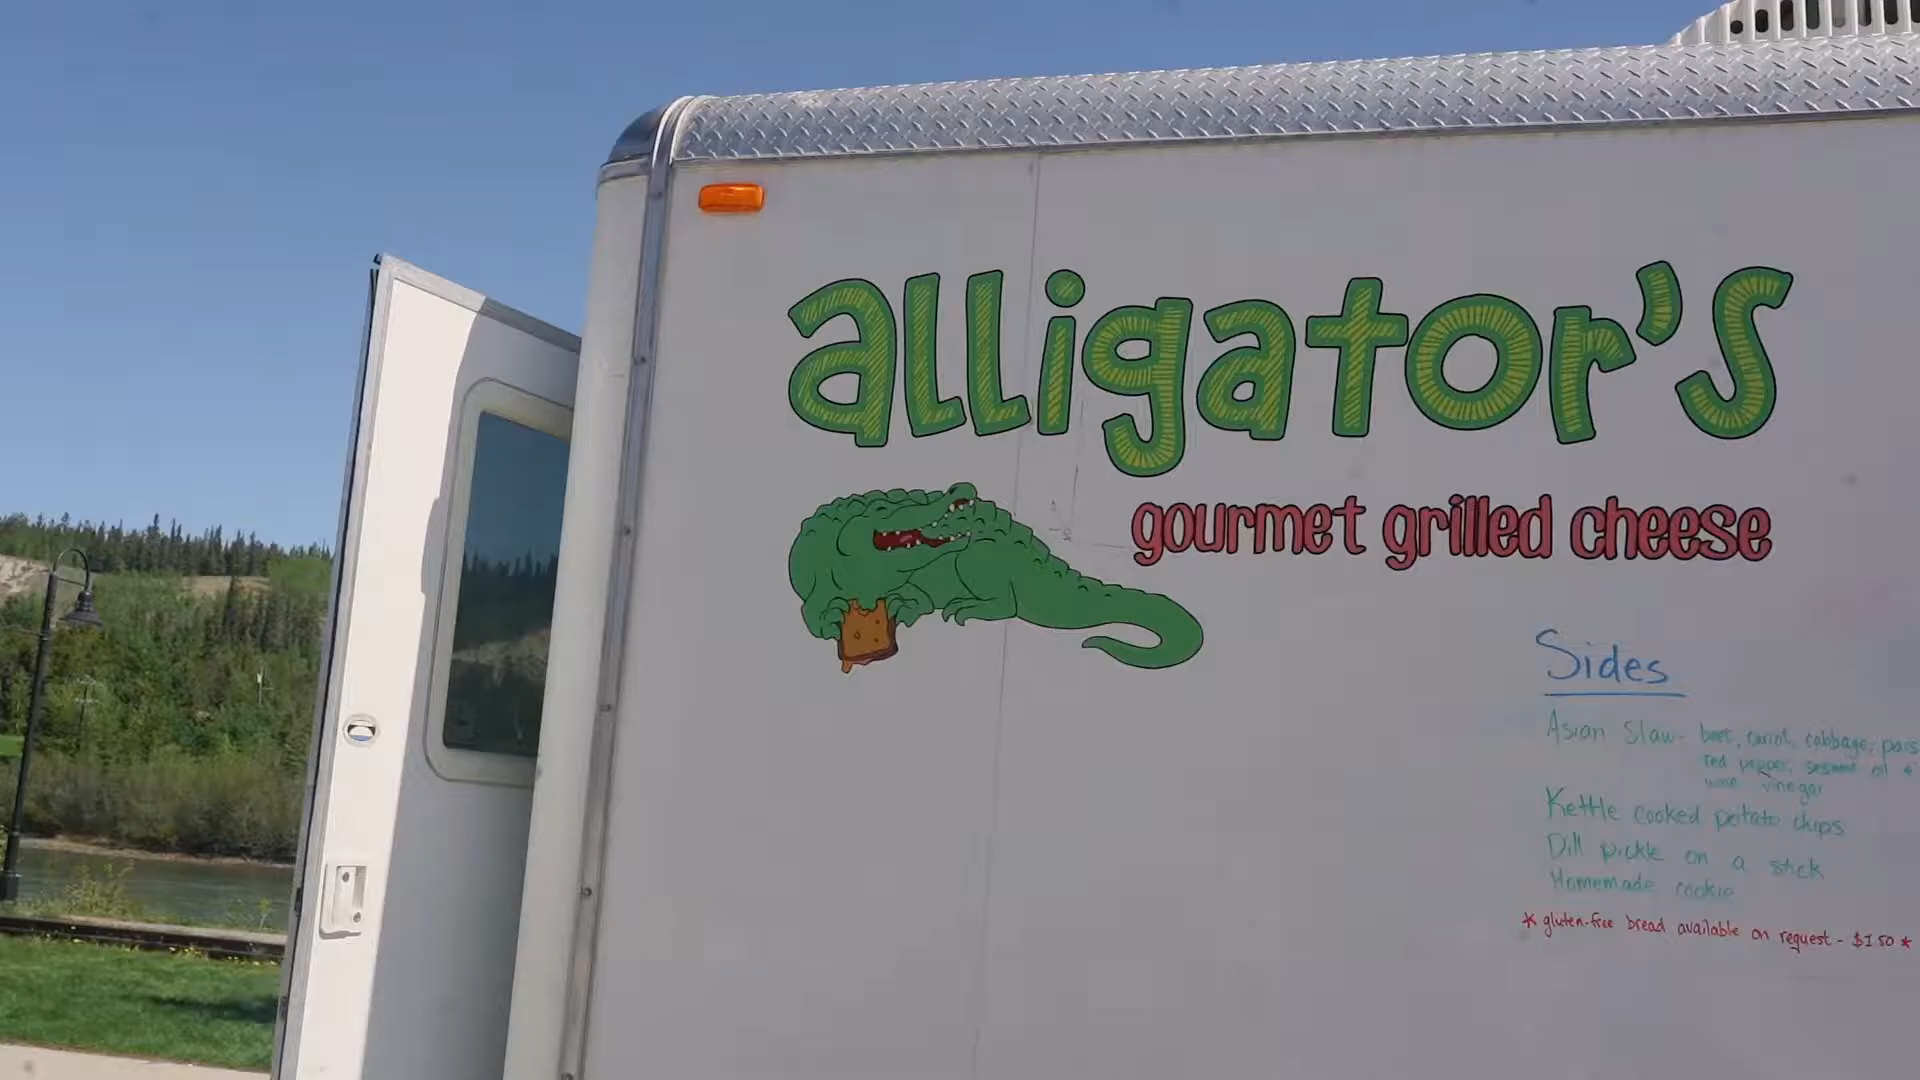 alligator's
gourmet grilled cheese
Sides
Asian Slaw - beet, carrot, cabbage,
red pepper, sesame oil &
vinegar
Kettle cooked potato chips
Dill pickle on a stick
Homemade cookie
* gluten-free bread available on request - $1.50 *